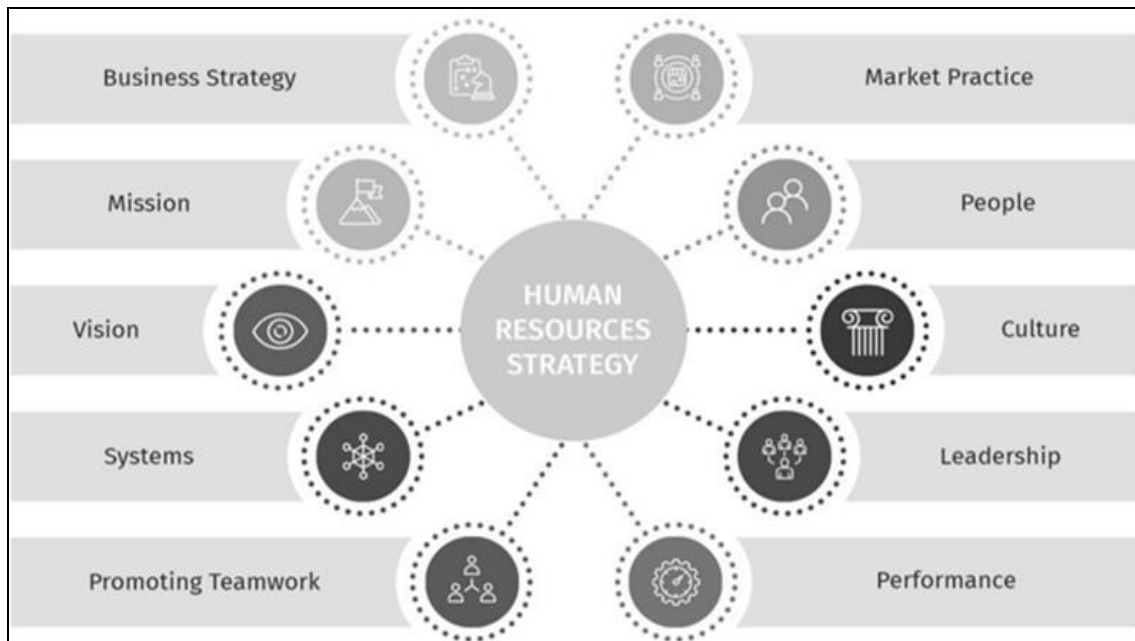 Business Strategy
Market Practice
Mission
People
Vision
HUMAN
RESOURCES
STRATEGY
Culture
Systems
Leadership
Promoting Teamwork
Performance